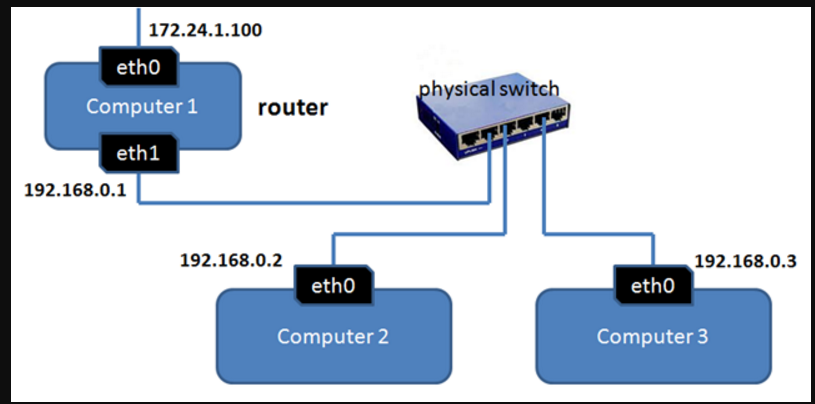 172.24.1.100
eth0
Computer 1
router
physical switch
eth1
192.168.0.1
192.168.0.2
192.168.0.3
eth0
eth0
Computer 2
Computer 3